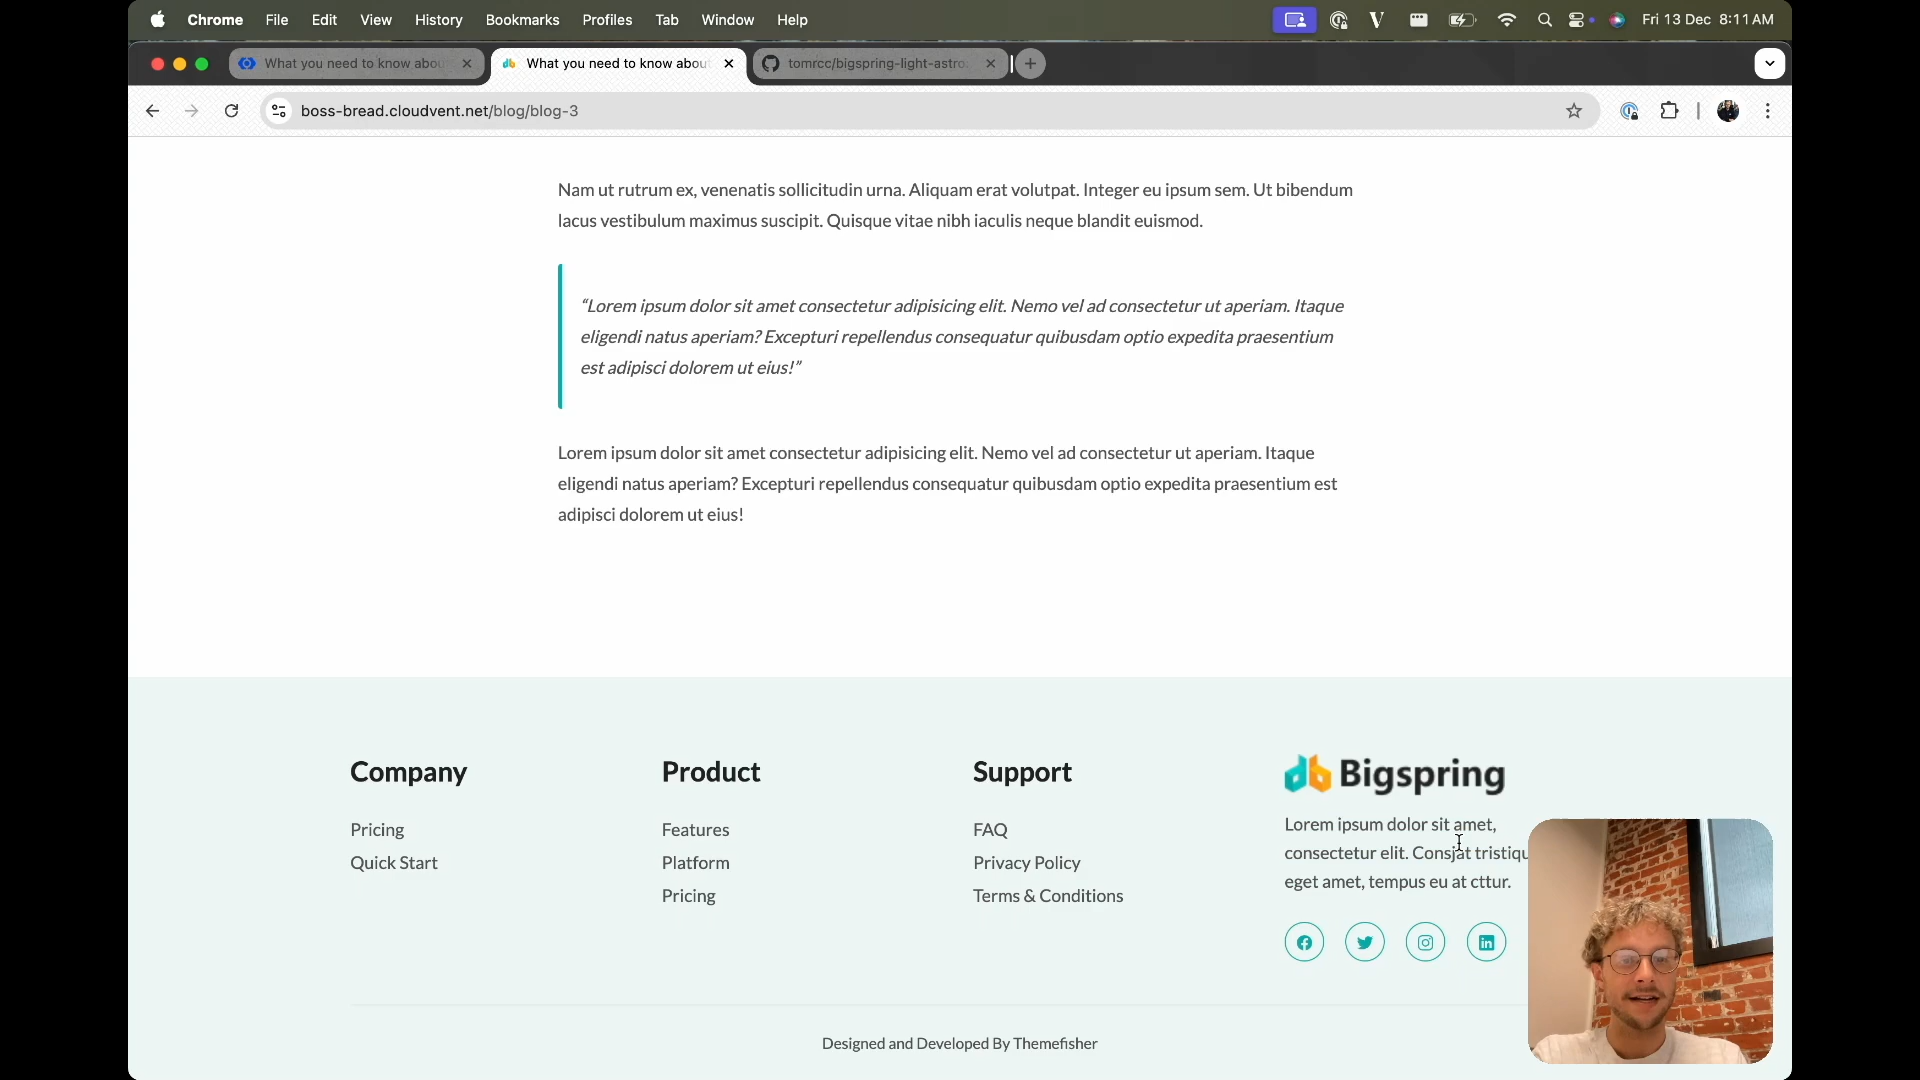 Chrome File Edit View History Bookmarks Profiles Tab Window Help Fri 13 Dec 8:11 AM
What you need to know abou What you need to know abou tomrcc/bigspring-light-astro
boss-bread.cloudvent.net/blog/blog-3
Nam ut rutrum ex, venenatis sollicitudin urna. Aliquam erat volutpat. Integer eu ipsum sem. Ut bibendum
lacus vestibulum maximus suscipit. Quisque vitae nibh iaculis neque blandit euismod.
“Lorem ipsum dolor sit amet consectetur adipisicing elit. Nemo vel ad consectetur ut aperiam. Itaque
eligendi natus aperiam? Excepturi repellendus consequatur quibusdam optio expedita praesentium
est adipisci dolorem ut eius!”
Lorem ipsum dolor sit amet consectetur adipisicing elit. Nemo vel ad consectetur ut aperiam. Itaque
eligendi natus aperiam? Excepturi repellendus consequatur quibusdam optio expedita praesentium est
adipisci dolorem ut eius!
Company
Pricing
Quick Start
Product
Features
Platform
Pricing
Support
FAQ
Privacy Policy
Terms & Conditions
Bigspring
Lorem ipsum dolor sit amet,
consectetur elit. Consjat tristiqu
eget amet, tempus eu at cttur.
Designed and Developed By Themefisher